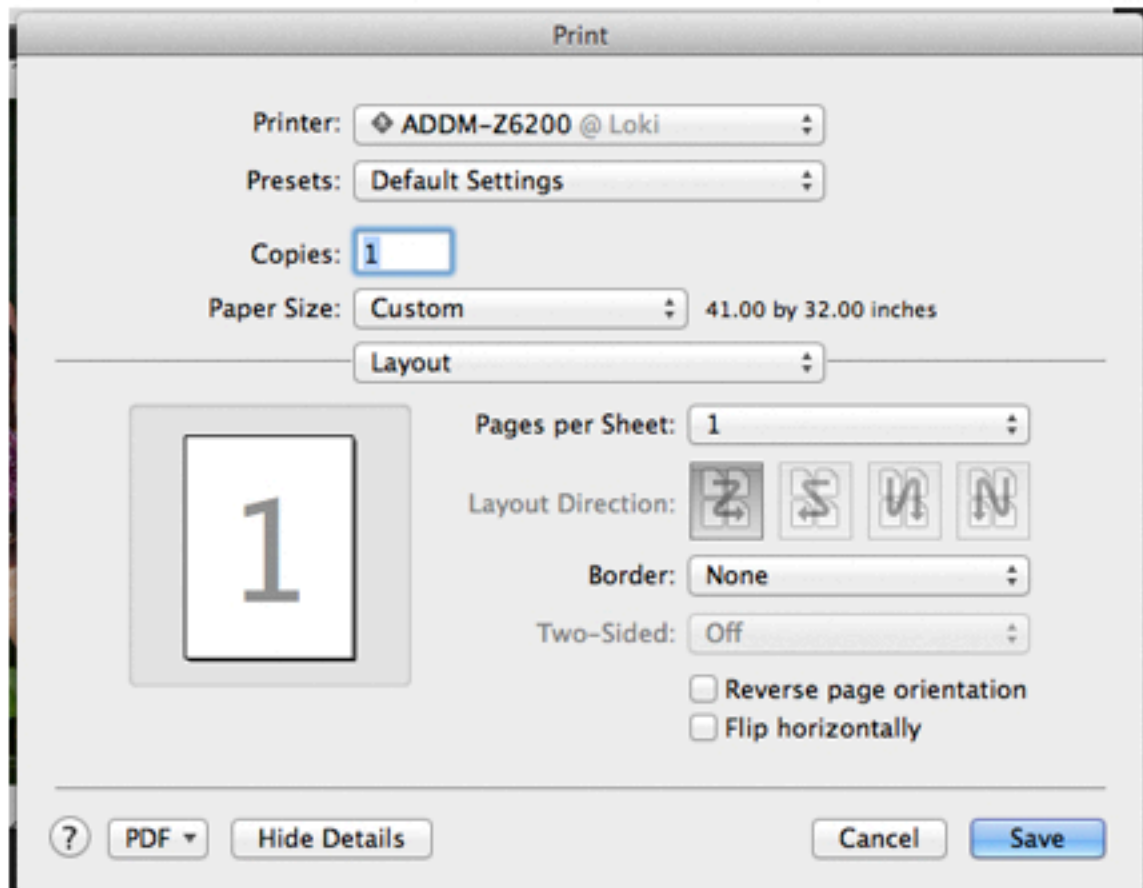 Print
Printer: ADDM-Z6200 @ Loki
Presets: Default Settings
Copies: 1
Paper Size: Custom 41.00 by 32.00 inches
Layout
Pages per Sheet: 1
1
Layout Direction:
Border: None
Two-Sided: Off
Reverse page orientation
Flip horizontally
? PDF Hide Details Cancel Save